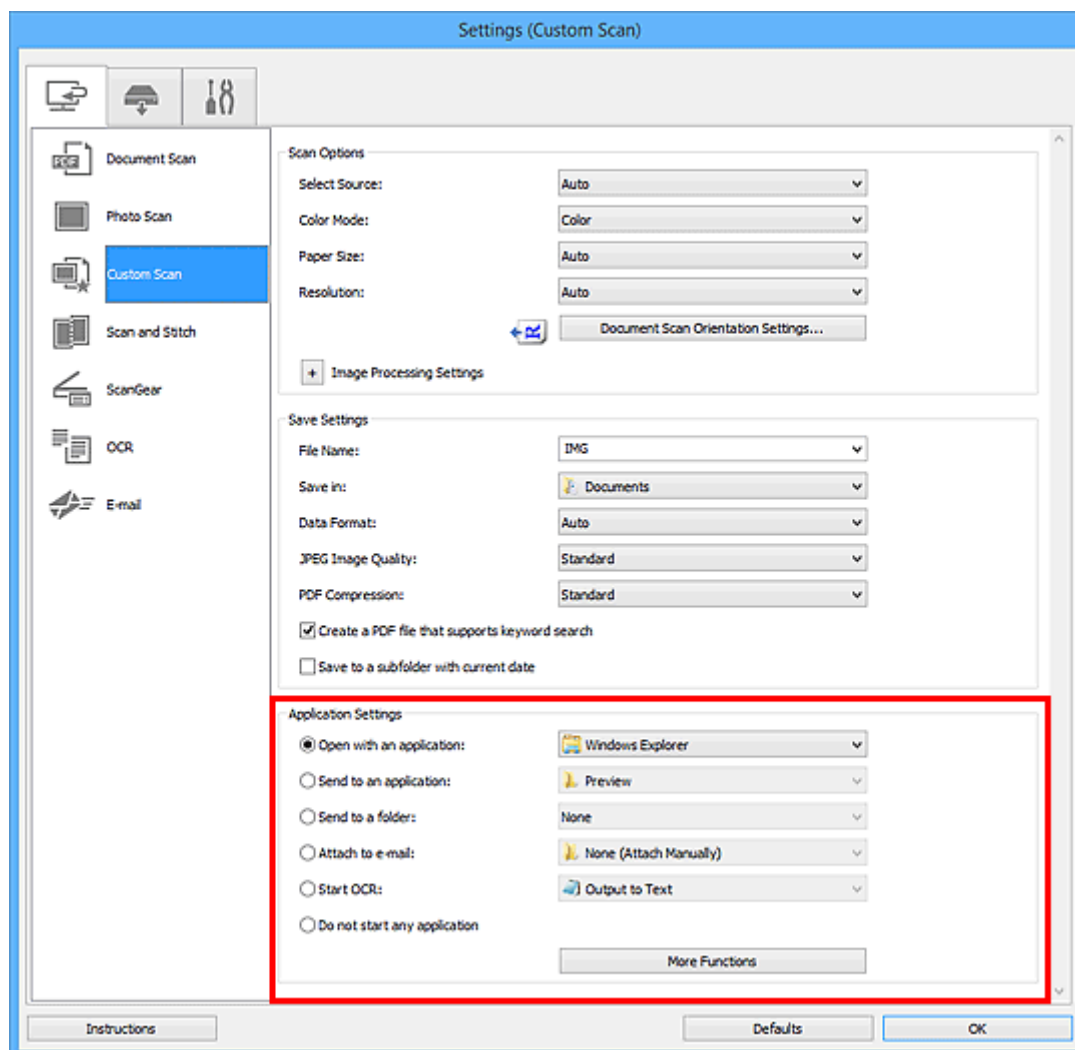 Settings (Custom Scan)
Document Scan
Photo Scan
Custom Scan
Scan and Stitch
ScanGear
OCR
E-mail
Scan Options
Select Source: Auto
Color Mode: Color
Paper Size: Auto
Resolution: Auto
Document Scan Orientation Settings...
+ Image Processing Settings
Save Settings
File Name: IMG
Save in: Documents
Data Format: Auto
JPEG Image Quality: Standard
PDF Compression: Standard
Create a PDF file that supports keyword search
Save to a subfolder with current date
Application Settings
Open with an application: Windows Explorer
Send to an application: Preview
Send to a folder: None
Attach to e-mail: None (Attach Manually)
Start OCR: Output to Text
Do not start any application
More Functions
Instructions Defaults OK